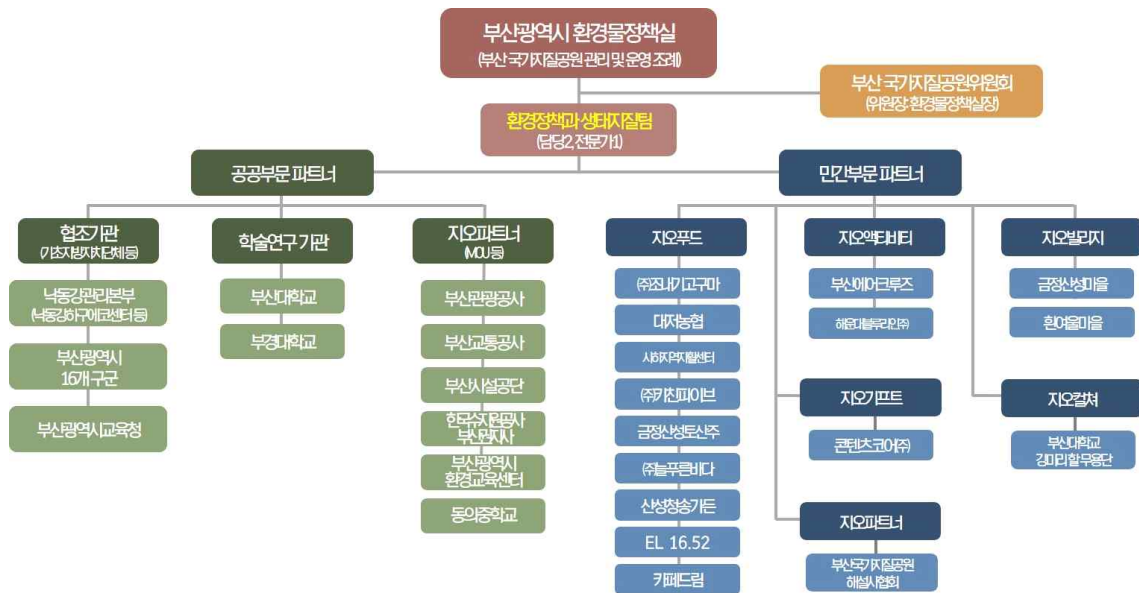 부산광역시 환경물정책실
(부산 국가지질공원 관리 및 운영 조례)
부산 국가지질공원위원회
(위원장: 환경물정책실장)
환경정책과 생태지질팀
(담당2, 전문가1)
공공부문 파트너
민간부문 파트너
협조기관
(기초지방자치단체 등)
낙동강관리본부
(낙동강하구에코센터 등)
부산광역시
16개 구군
부산광역시교육청
학술연구 기관
부산대학교
부경대학교
지오파트너
(MOU 등)
부산관광공사
부산교통공사
부산시설공단
한국수자원공사
부산권지사
부산광역시
환경교육센터
동의중학교
지오푸드
㈜조내기고구마
대저농협
사하지역자활센터
㈜키친파이브
금정산성토산주
㈜늘푸른바다
산성청송가든
EL 16.52
카페드림
지오액티비티
부산에어크루즈
해운대블루라인㈜
지오기프트
콘텐츠코어㈜
지오파트너
부산국가지질공원
해설사협회
지오빌리지
금정산성마을
흰여울마을
지오컬쳐
부산대학교
강미리 할 무용단